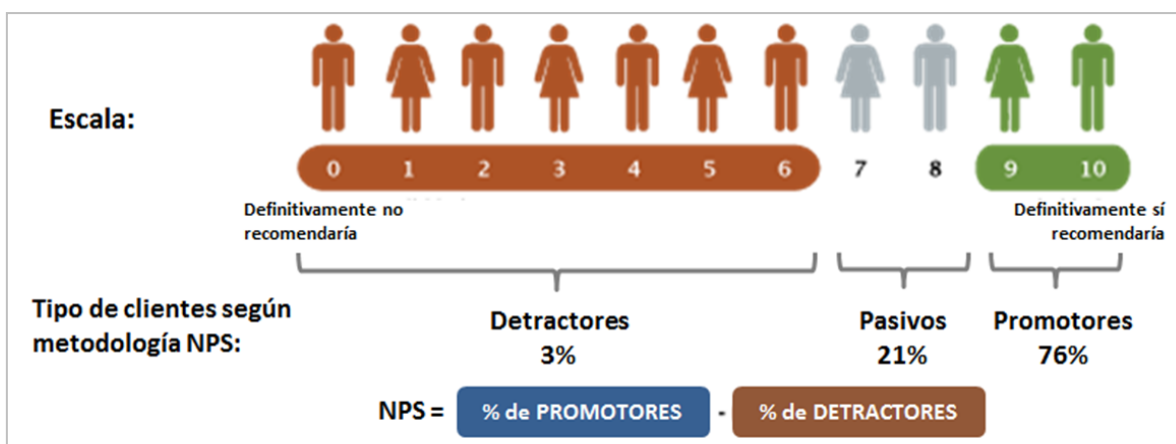 Escala:
0 1 2 3 4 5 6 7 8 9 10
Definitivamente no
recomendaría
Definitivamente sí
recomendaría
Tipo de clientes según
metodología NPS:
Detractores
3%
Pasivos
21%
Promotores
76%
NPS = % de PROMOTORES - % de DETRACTORES